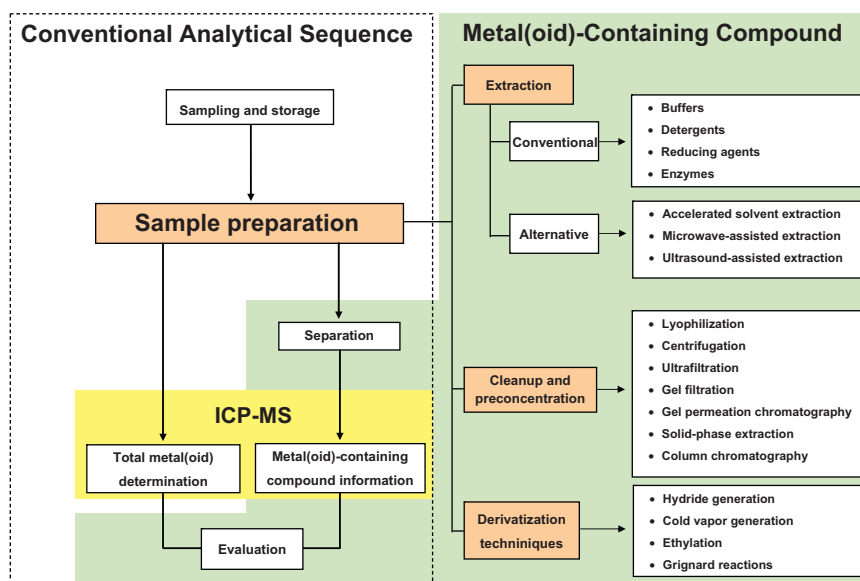 Conventional Analytical Sequence
Sampling and storage
Sample preparation
Separation
ICP-MS
Total metal(oid)
determination
Metal(oid)-containing
compound information
Evaluation
Metal(oid)-Containing Compound
Extraction
Conventional
• Buffers
• Detergents
• Reducing agents
• Enzymes
Alternative
• Accelerated solvent extraction
• Microwave-assisted extraction
• Ultrasound-assisted extraction
Cleanup and
preconcentration
• Lyophilization
• Centrifugation
• Ultrafiltration
• Gel filtration
• Gel permeation chromatography
• Solid-phase extraction
• Column chromatography
Derivatization
techniniques
• Hydride generation
• Cold vapor generation
• Ethylation
• Grignard reactions